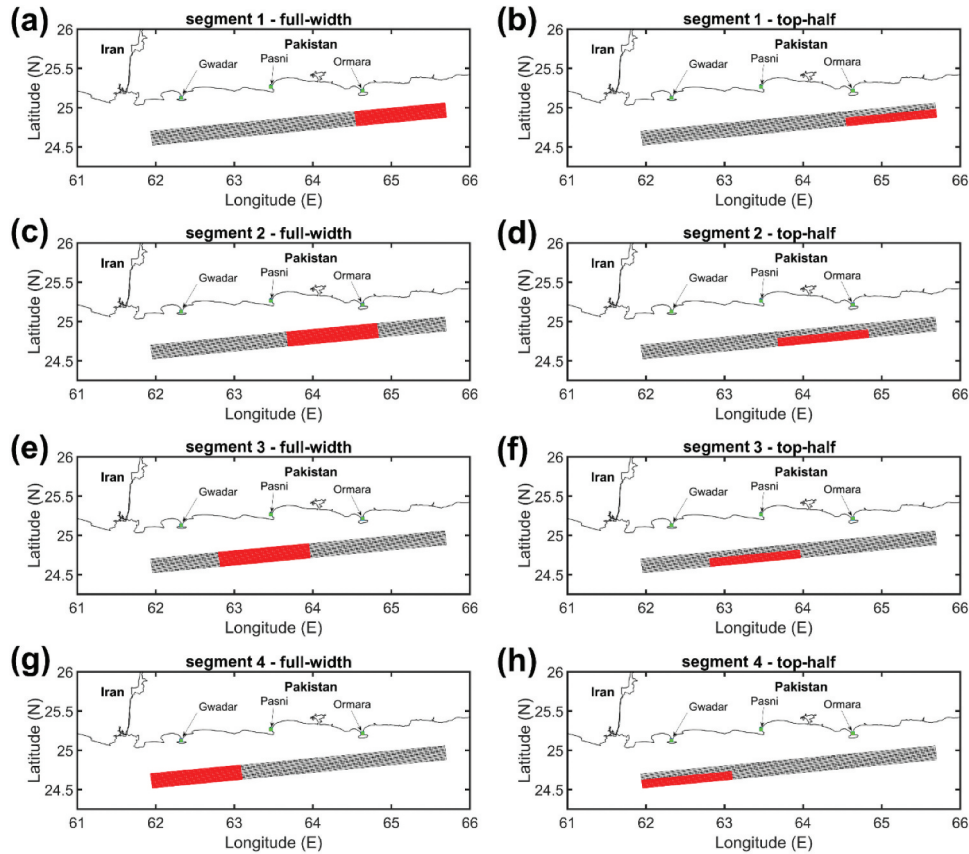 (a)
segment 1 - full-width
26
25.5
25
24.5
Latitude (N)
Iran
Pakistan
Gwadar
Pasni
Ormara
61 62 63 64 65 66
Longitude (E)
(b)
segment 1 - top-half
26
25.5
25
24.5
Latitude (N)
Iran
Pakistan
Gwadar
Pasni
Ormara
61 62 63 64 65 66
Longitude (E)
(c)
segment 2 - full-width
26
25.5
25
24.5
Latitude (N)
Iran
Pakistan
Gwadar
Pasni
Ormara
61 62 63 64 65 66
Longitude (E)
(d)
segment 2 - top-half
26
25.5
25
24.5
Latitude (N)
Iran
Pakistan
Gwadar
Pasni
Ormara
61 62 63 64 65 66
Longitude (E)
(e)
segment 3 - full-width
26
25.5
25
24.5
Latitude (N)
Iran
Pakistan
Gwadar
Pasni
Ormara
61 62 63 64 65 66
Longitude (E)
(f)
segment 3 - top-half
26
25.5
25
24.5
Latitude (N)
Iran
Pakistan
Gwadar
Pasni
Ormara
61 62 63 64 65 66
Longitude (E)
(g)
segment 4 - full-width
26
25.5
25
24.5
Latitude (N)
Iran
Pakistan
Gwadar
Pasni
Ormara
61 62 63 64 65 66
Longitude (E)
(h)
segment 4 - top-half
26
25.5
25
24.5
Latitude (N)
Iran
Pakistan
Gwadar
Pasni
Ormara
61 62 63 64 65 66
Longitude (E)